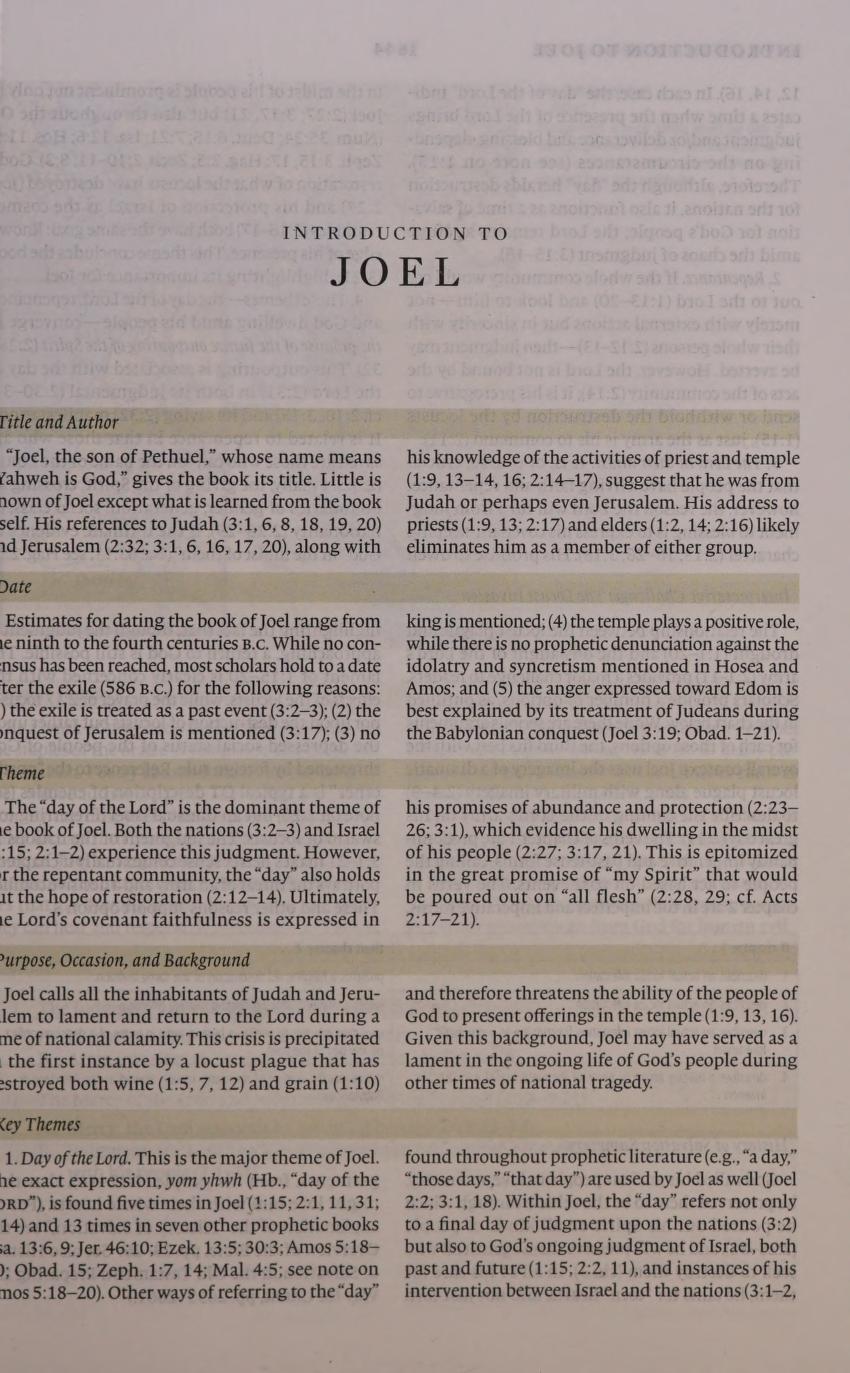 INTRODUCTION TO
JOEL
Title and Author
“Joel, the son of Pethuel,” whose name means
Yahweh is God,” gives the book its title. Little is
nown of Joel except what is learned from the book
self. His references to Judah (3:1, 6, 8, 18, 19, 20)
nd Jerusalem (2:32; 3:1, 6, 16, 17, 20), along with
his knowledge of the activities of priest and temple
(1:9, 13–14, 16; 2:14–17), suggest that he was from
Judah or perhaps even Jerusalem. His address to
priests (1:9, 13; 2:17) and elders (1:2, 14; 2:16) likely
eliminates him as a member of either group.
Date
Estimates for dating the book of Joel range from
e ninth to the fourth centuries B.C. While no con-
nsus has been reached, most scholars hold to a date
ter the exile (586 B.C.) for the following reasons:
) the exile is treated as a past event (3:2–3); (2) the
onquest of Jerusalem is mentioned (3:17); (3) no
king is mentioned; (4) the temple plays a positive role,
while there is no prophetic denunciation against the
idolatry and syncretism mentioned in Hosea and
Amos; and (5) the anger expressed toward Edom is
best explained by its treatment of Judeans during
the Babylonian conquest (Joel 3:19; Obad. 1–21).
Theme
The “day of the Lord” is the dominant theme of
e book of Joel. Both the nations (3:2–3) and Israel
:15; 2:1–2) experience this judgment. However,
r the repentant community, the “day” also holds
ut the hope of restoration (2:12–14). Ultimately,
e Lord’s covenant faithfulness is expressed in
his promises of abundance and protection (2:23–
26; 3:1), which evidence his dwelling in the midst
of his people (2:27; 3:17, 21). This is epitomized
in the great promise of “my Spirit” that would
be poured out on “all flesh” (2:28, 29; cf. Acts
2:17–21).
Purpose, Occasion, and Background
Joel calls all the inhabitants of Judah and Jeru-
lem to lament and return to the Lord during a
me of national calamity. This crisis is precipitated
the first instance by a locust plague that has
estroyed both wine (1:5, 7, 12) and grain (1:10)
and therefore threatens the ability of the people of
God to present offerings in the temple (1:9, 13, 16).
Given this background, Joel may have served as a
lament in the ongoing life of God’s people during
other times of national tragedy.
Key Themes
1. Day of the Lord. This is the major theme of Joel.
he exact expression, yom yhwh (Hb., “day of the
ORD”), is found five times in Joel (1:15; 2:1, 11, 31;
14) and 13 times in seven other prophetic books
sa. 13:6, 9; Jer. 46:10; Ezek. 13:5; 30:3; Amos 5:18–
); Obad. 15; Zeph. 1:7, 14; Mal. 4:5; see note on
mos 5:18–20). Other ways of referring to the “day”
found throughout prophetic literature (e.g., “a day,”
“those days,” “that day”) are used by Joel as well (Joel
2:2; 3:1, 18). Within Joel, the “day” refers not only
to a final day of judgment upon the nations (3:2)
but also to God’s ongoing judgment of Israel, both
past and future (1:15; 2:2, 11), and instances of his
intervention between Israel and the nations (3:1–2,